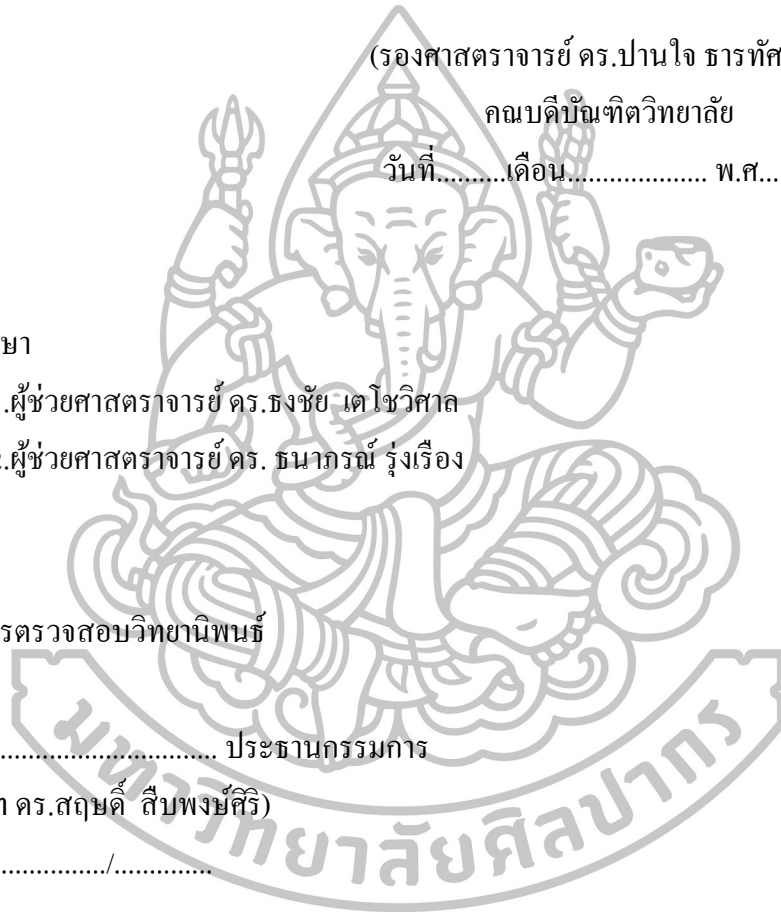 (รองศาสตราจารย์ ดร.ปานใจ ธารทัศ
คณบดีบัณฑิตวิทยาลัย
วันที่..........เดือน.................... พ.ศ...
ษา
.ผู้ช่วยศาสตราจารย์ ดร.ธงชัย เตโชวิศาล
.ผู้ช่วยศาสตราจารย์ ดร. ธนาภรณ์ รุ่งเรือง
รตรวจสอบวิทยานิพนธ์
................................ ประธานกรรมการ
ดร.สฤษดิ์ สืบพงษ์ศิริ)
................/..............
มหาวิทยาลัยศิลปากร